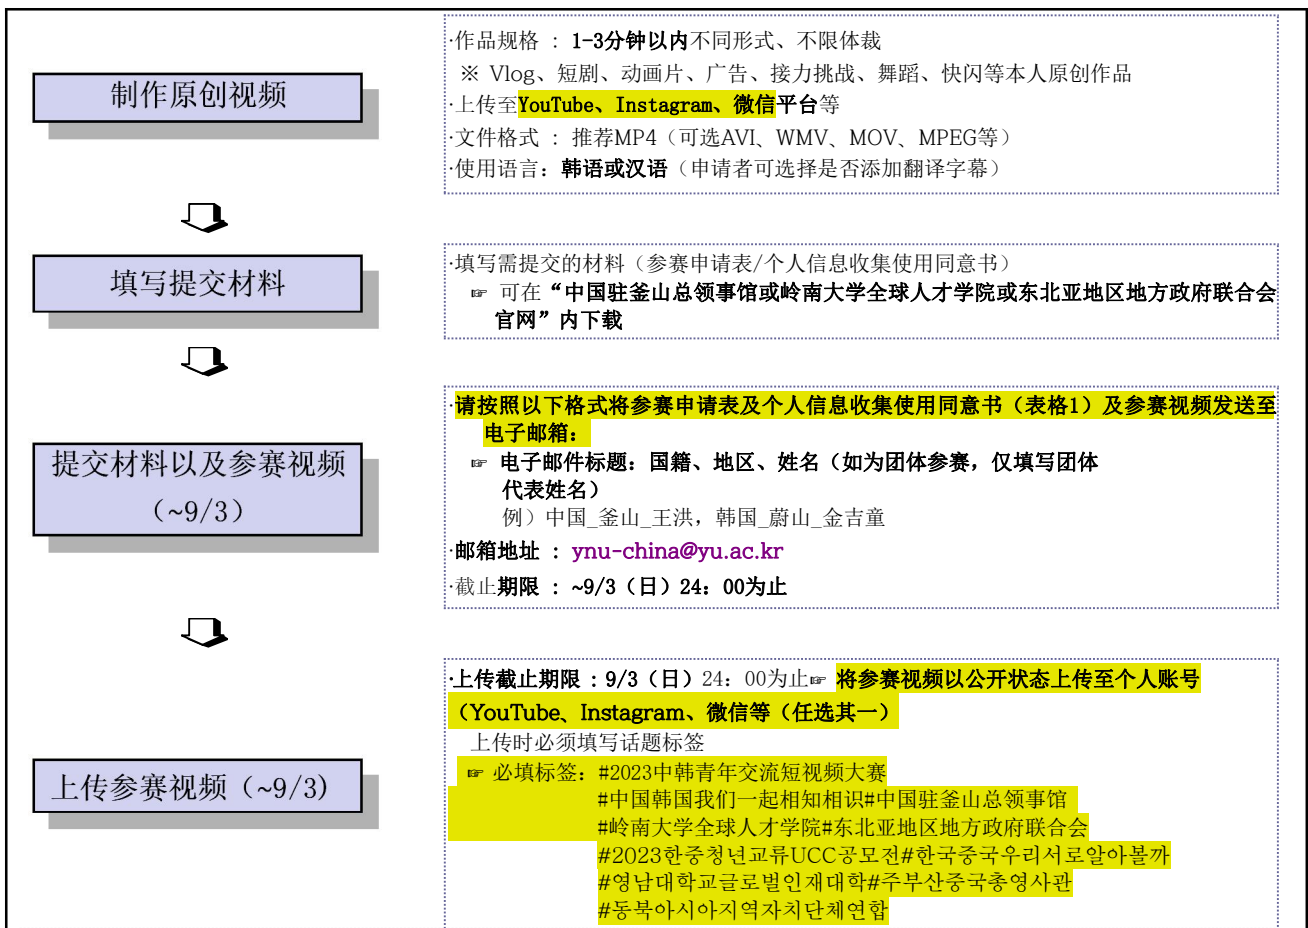 制作原创视频
·作品规格 : 1-3分钟以内不同形式、不限体裁
※ Vlog、短剧、动画片、广告、接力挑战、舞蹈、快闪等本人原创作品
·上传至YouTube、Instagram、微信平台等
·文件格式 : 推荐MP4（可选AVI、WMV、MOV、MPEG等）
·使用语言：韩语或汉语（申请者可选择是否添加翻译字幕）
填写提交材料
·填写需提交的材料（参赛申请表/个人信息收集使用同意书）
☞ 可在“中国驻釜山总领事馆或岭南大学全球人才学院或东北亚地区地方政府联合会
官网”内下载
提交材料以及参赛视频
（~9/3）
·请按照以下格式将参赛申请表及个人信息收集使用同意书（表格1）及参赛视频发送至
电子邮箱：
☞ 电子邮件标题：国籍、地区、姓名（如为团体参赛，仅填写团体
代表姓名）
例）中国_釜山_王洪，韩国_蔚山_金吉童
·邮箱地址 : ynu-china@yu.ac.kr
·截止期限 : ~9/3（日）24：00为止
上传参赛视频（~9/3)
·上传截止期限 : 9/3（日）24：00为止☞ 将参赛视频以公开状态上传至个人账号
（YouTube、Instagram、微信等（任选其一）
上传时必须填写话题标签
☞ 必填标签：#2023中韩青年交流短视频大赛
#中国韩国我们一起相知相识#中国驻釜山总领事馆
#岭南大学全球人才学院#东北亚地区地方政府联合会
#2023한중청년교류UCC공모전#한국중국우리서로알아볼까
#영남대학교글로벌인재대학#주부산중국총영사관
#동북아시아지역자치단체연합